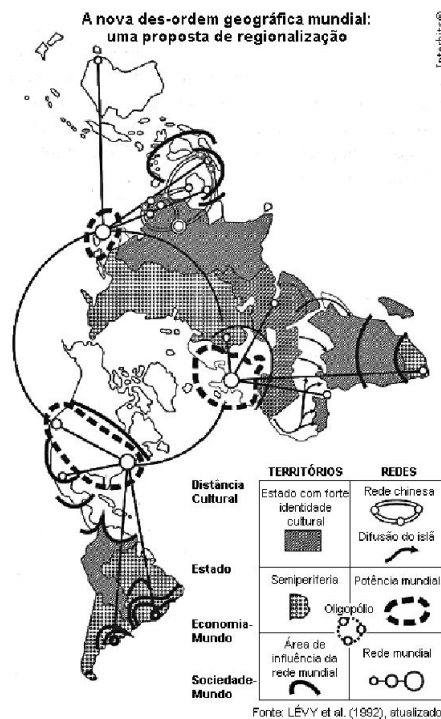 A nova des-ordem geográfica mundial:
uma proposta de regionalização
Interbits®
Distância
Cultural
Estado
Economia-
Mundo
Sociedade-
Mundo
TERRITÓRIOS
REDES
Estado com forte
identidade
cultural
Rede chinesa
Difusão do islã
Semiperiferia
Potência mundial
Oligopólio
Área de
influência da
rede mundial
Rede mundial
Fonte: LÉVY et al. (1992), atualizado